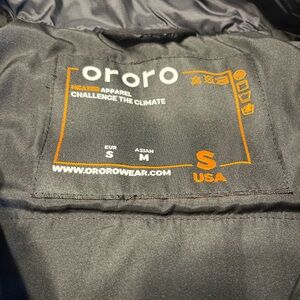 ororo
HEATED APPAREL
CHALLENGE THE CLIMATE
EUR ASIAN
S M
S
USA
WWW.OROROWEAR.COM